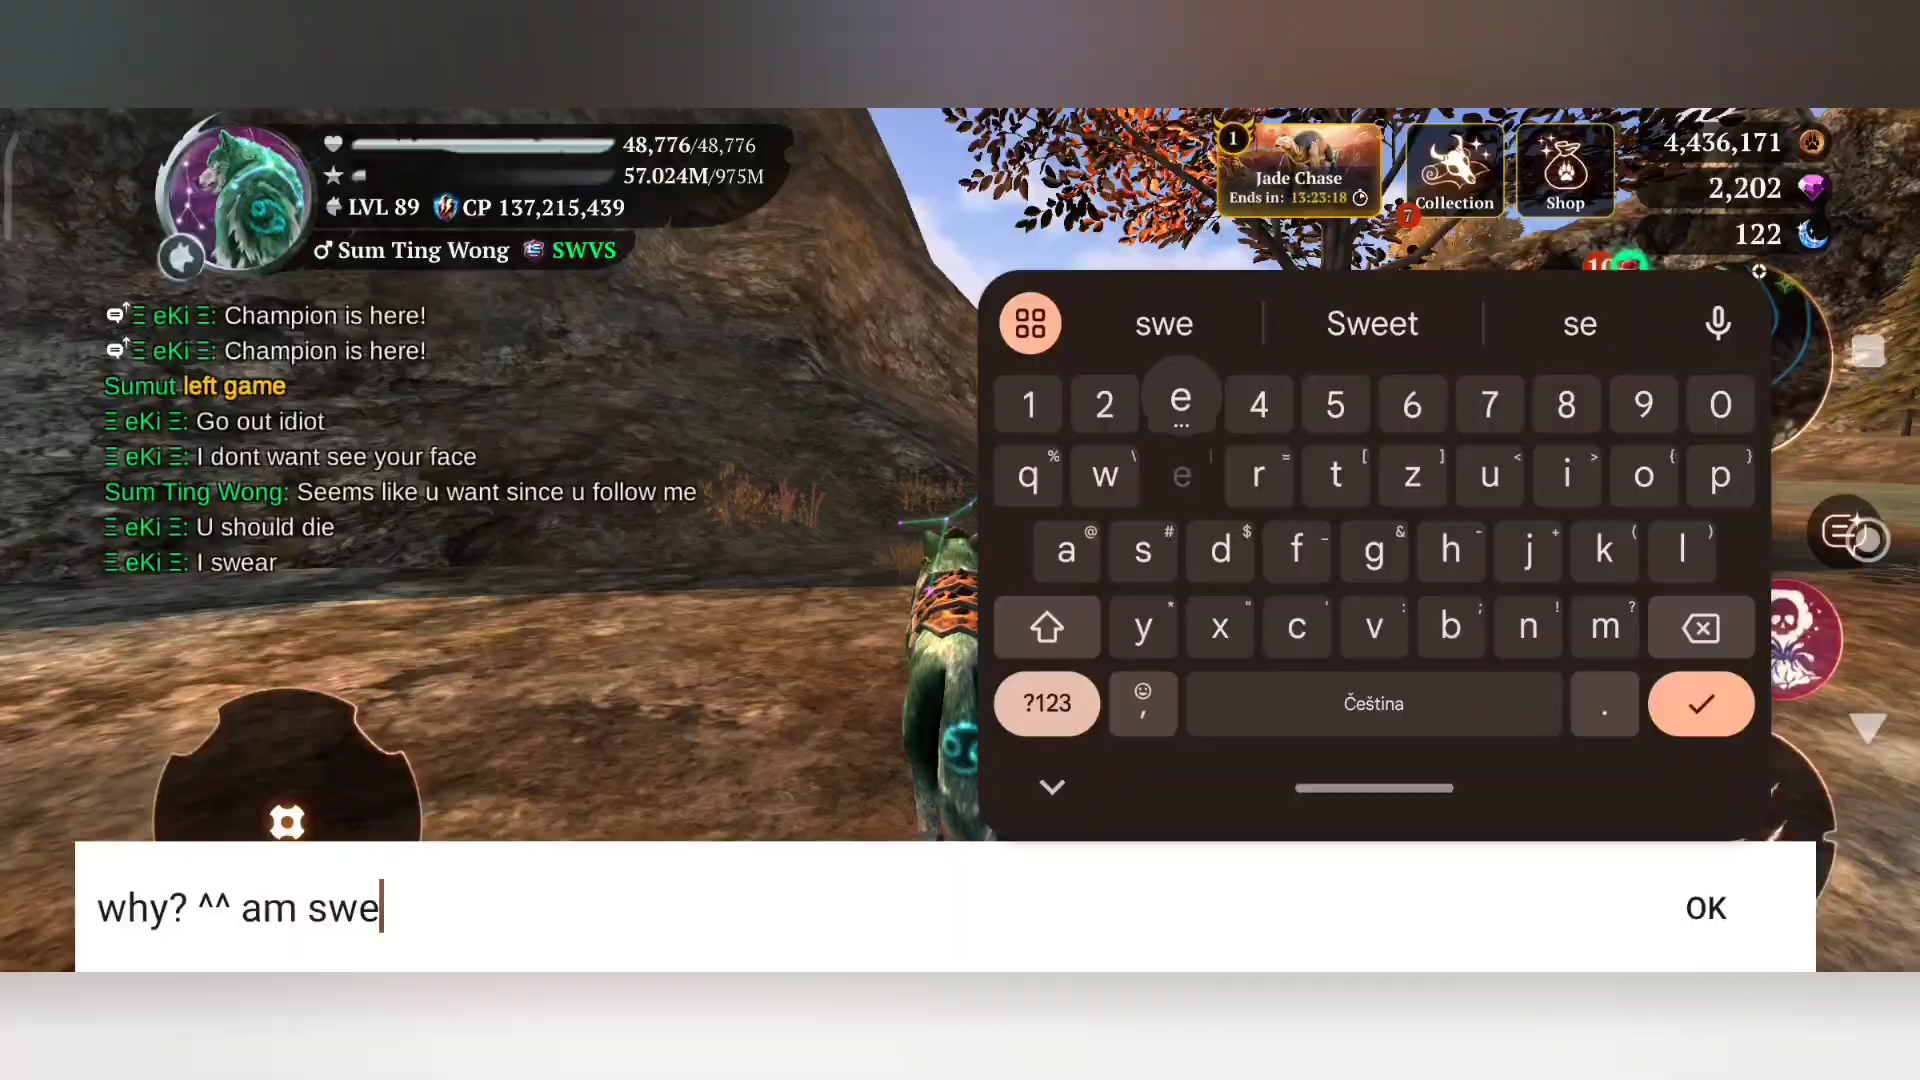 48,776/48,776
57.024M/975M
LVL 89 CP 137,215,439
Sum Ting Wong SWVS
1
Jade Chase
Ends in: 13:23:18
7
Collection
Shop
4,436,171
2,202
122
Ξ eKi Ξ: Champion is here!
Ξ eKi Ξ: Champion is here!
Sumut left game
Ξ eKi Ξ: Go out idiot
Ξ eKi Ξ: I dont want see your face
Sum Ting Wong: Seems like u want since u follow me
Ξ eKi Ξ: U should die
Ξ eKi Ξ: I swear
swe Sweet se
1 2 e 4 5 6 7 8 9 0
... 
q % w \ e | r = t [ z ] u < i > o { p }
a @ s # d $ f _ g & h - j + k ( l )
y * x " c ' v : b ; n ! m ?
?123 , Čeština .
why? ^^ am swe
OK